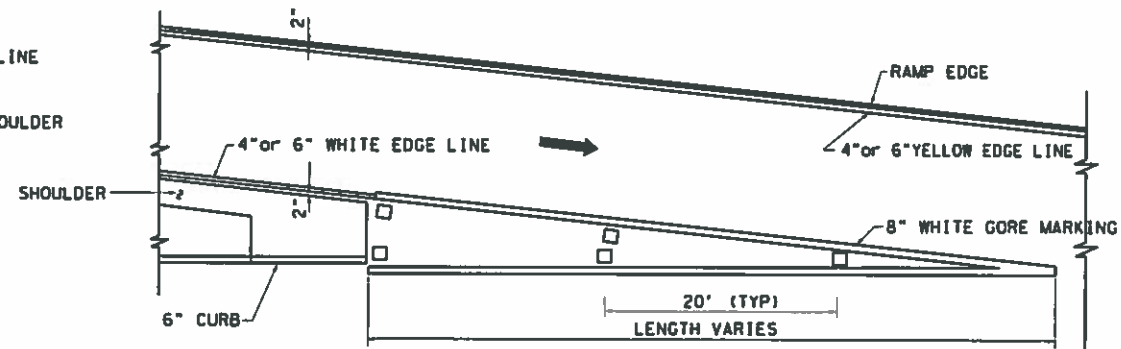 2"
LINE
RAMP EDGE
OULDER
4"or 6" WHITE EDGE LINE
4"or 6"YELLOW EDGE LINE
SHOULDER
2
2"
8" WHITE GORE MARKING
20' (TYP)
6" CURB
LENGTH VARIES